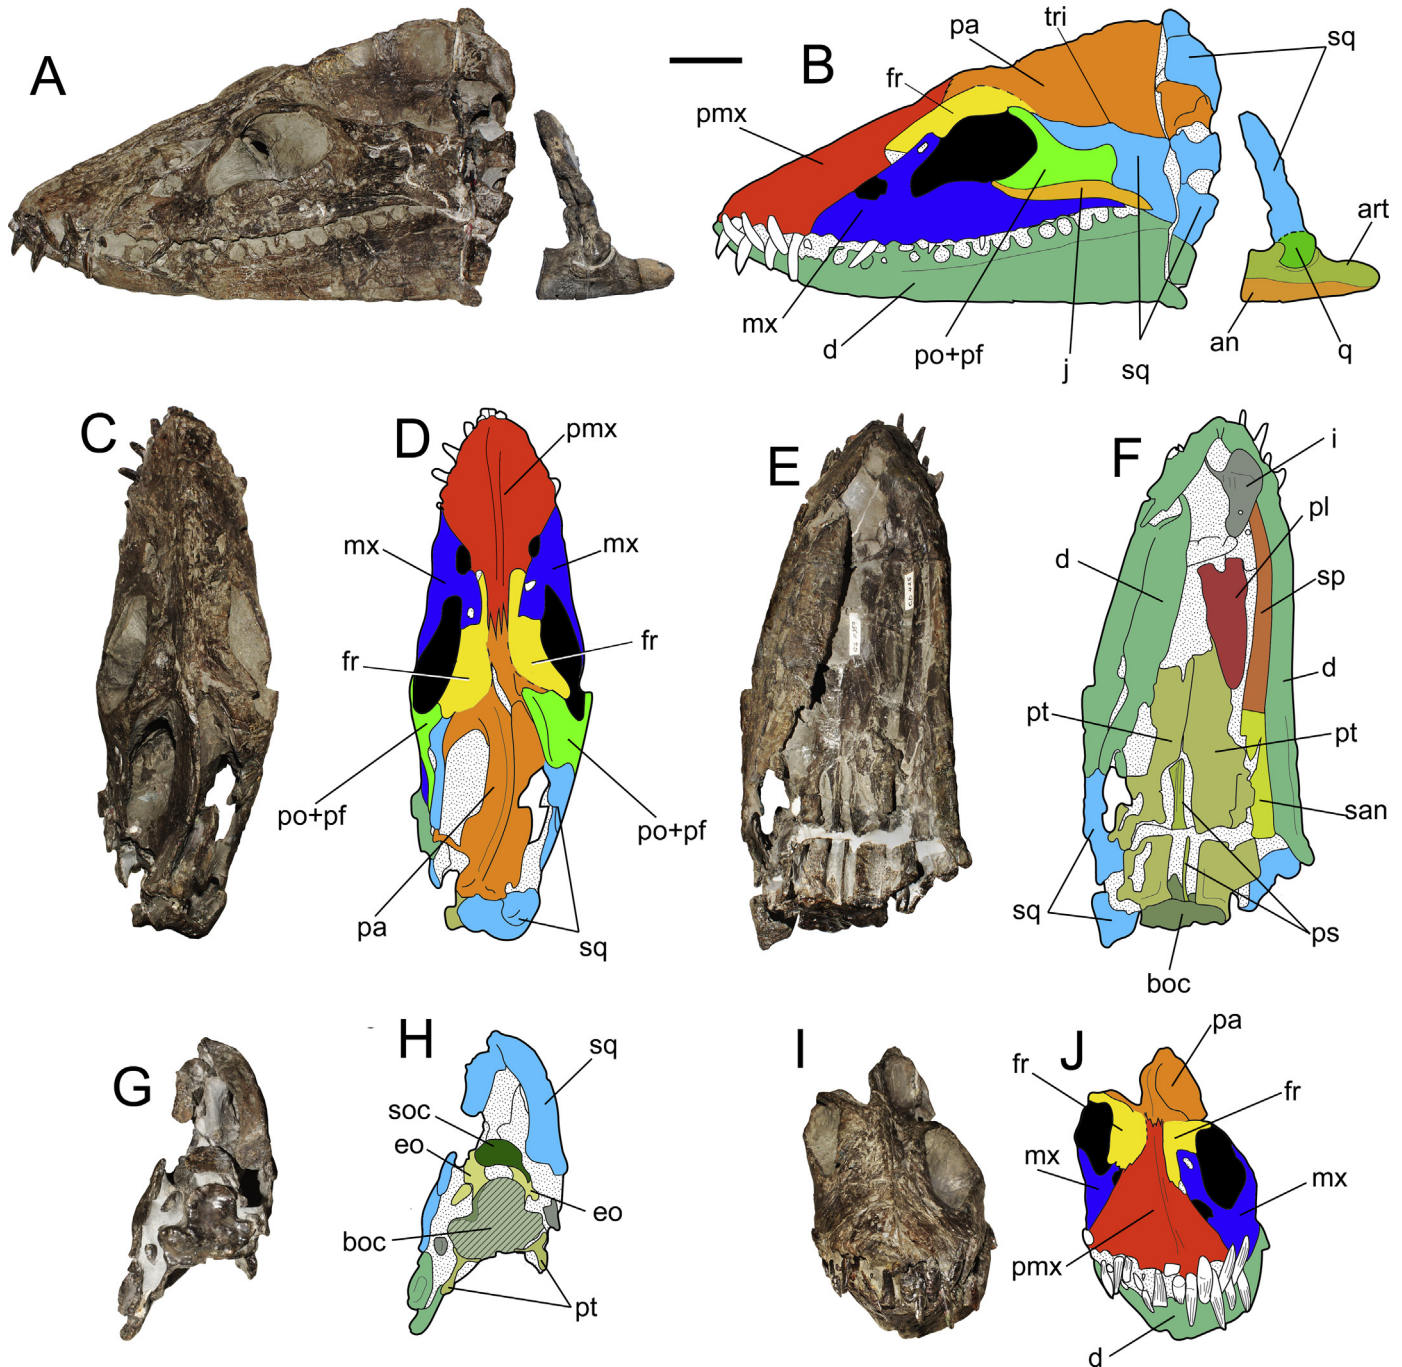 A
B
pa
tri
sq
fr
pmx
art
mx
d
po+pf
j
sq
an
q
C
D
pmx
mx
mx
fr
fr
po+pf
po+pf
pa
sq
E
F
i
pl
d
sp
d
pt
pt
san
sq
ps
boc
G
H
sq
soc
eo
eo
boc
pt
I
J
pa
fr
fr
mx
mx
pmx
d